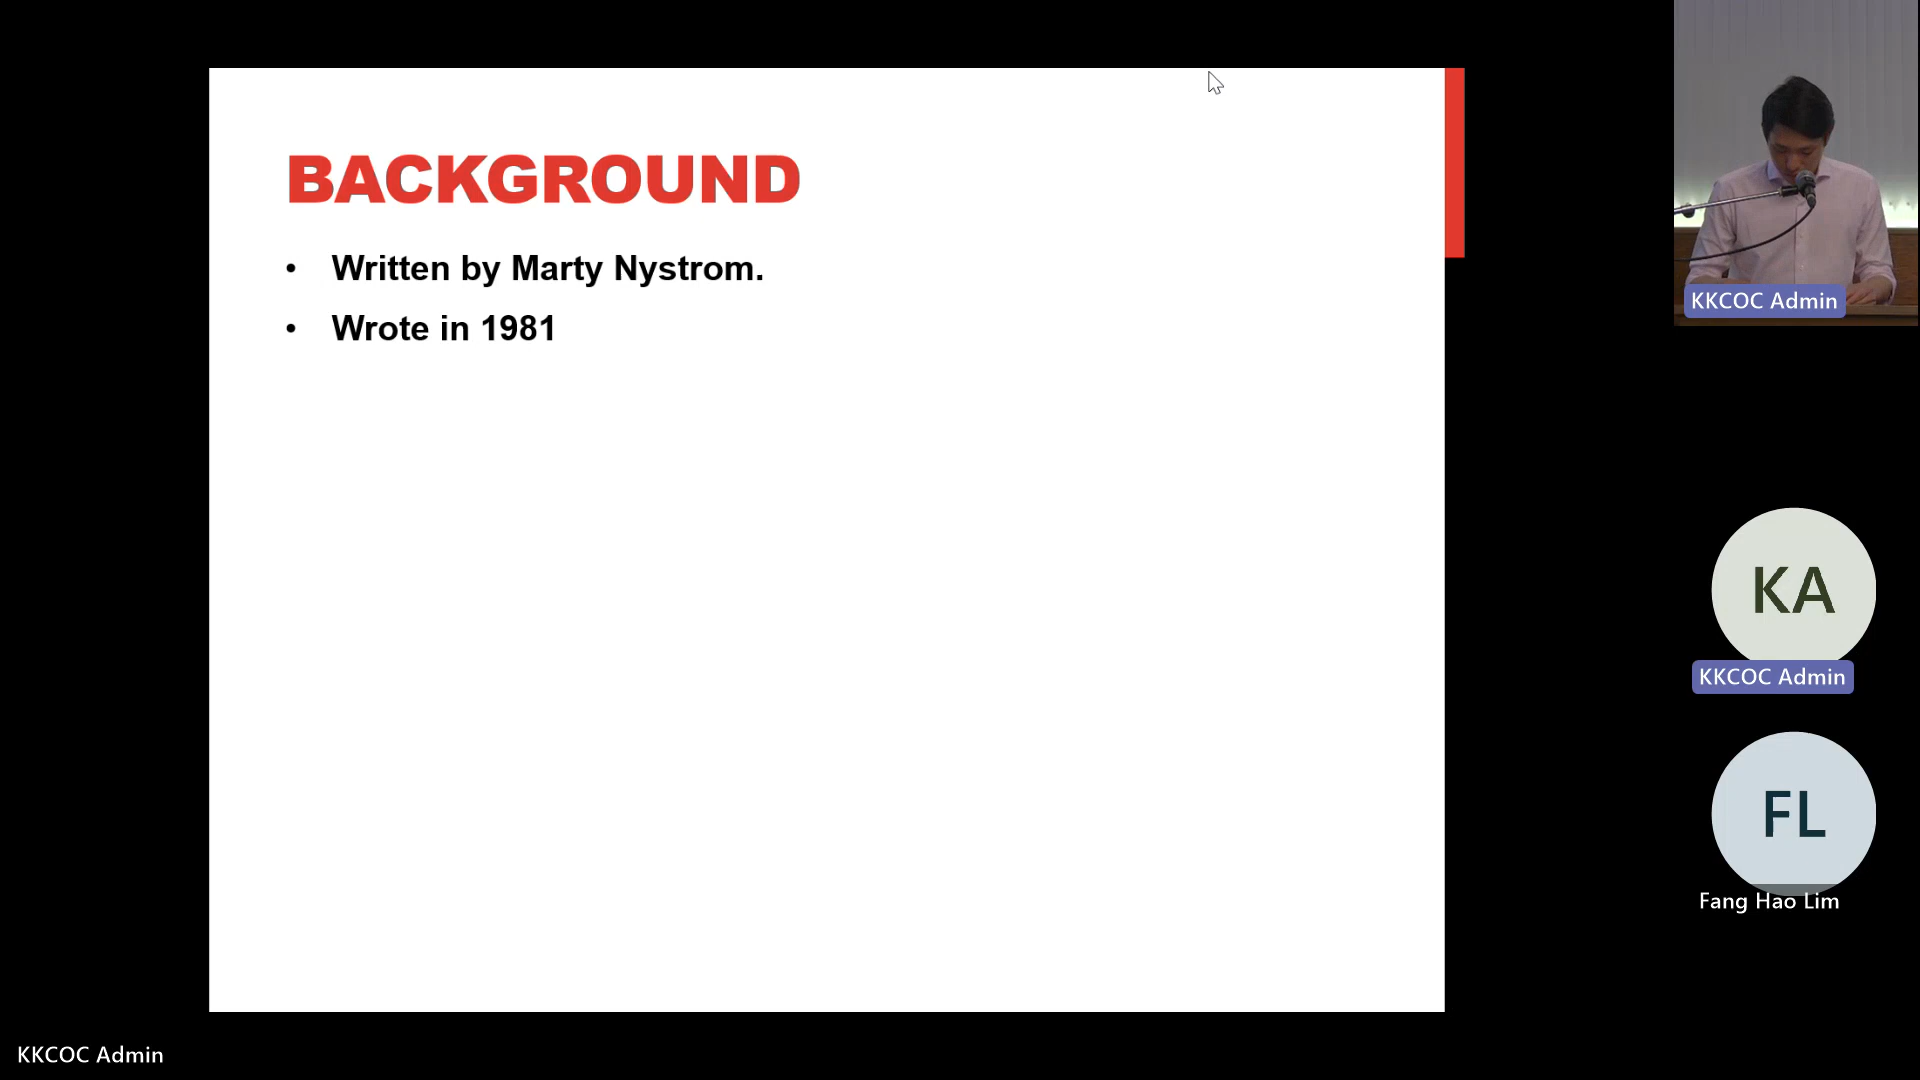 BACKGROUND
• Written by Marty Nystrom.
• Wrote in 1981
KKCOC Admin
KA
KKCOC Admin
FL
Fang Hao Lim
KKCOC Admin